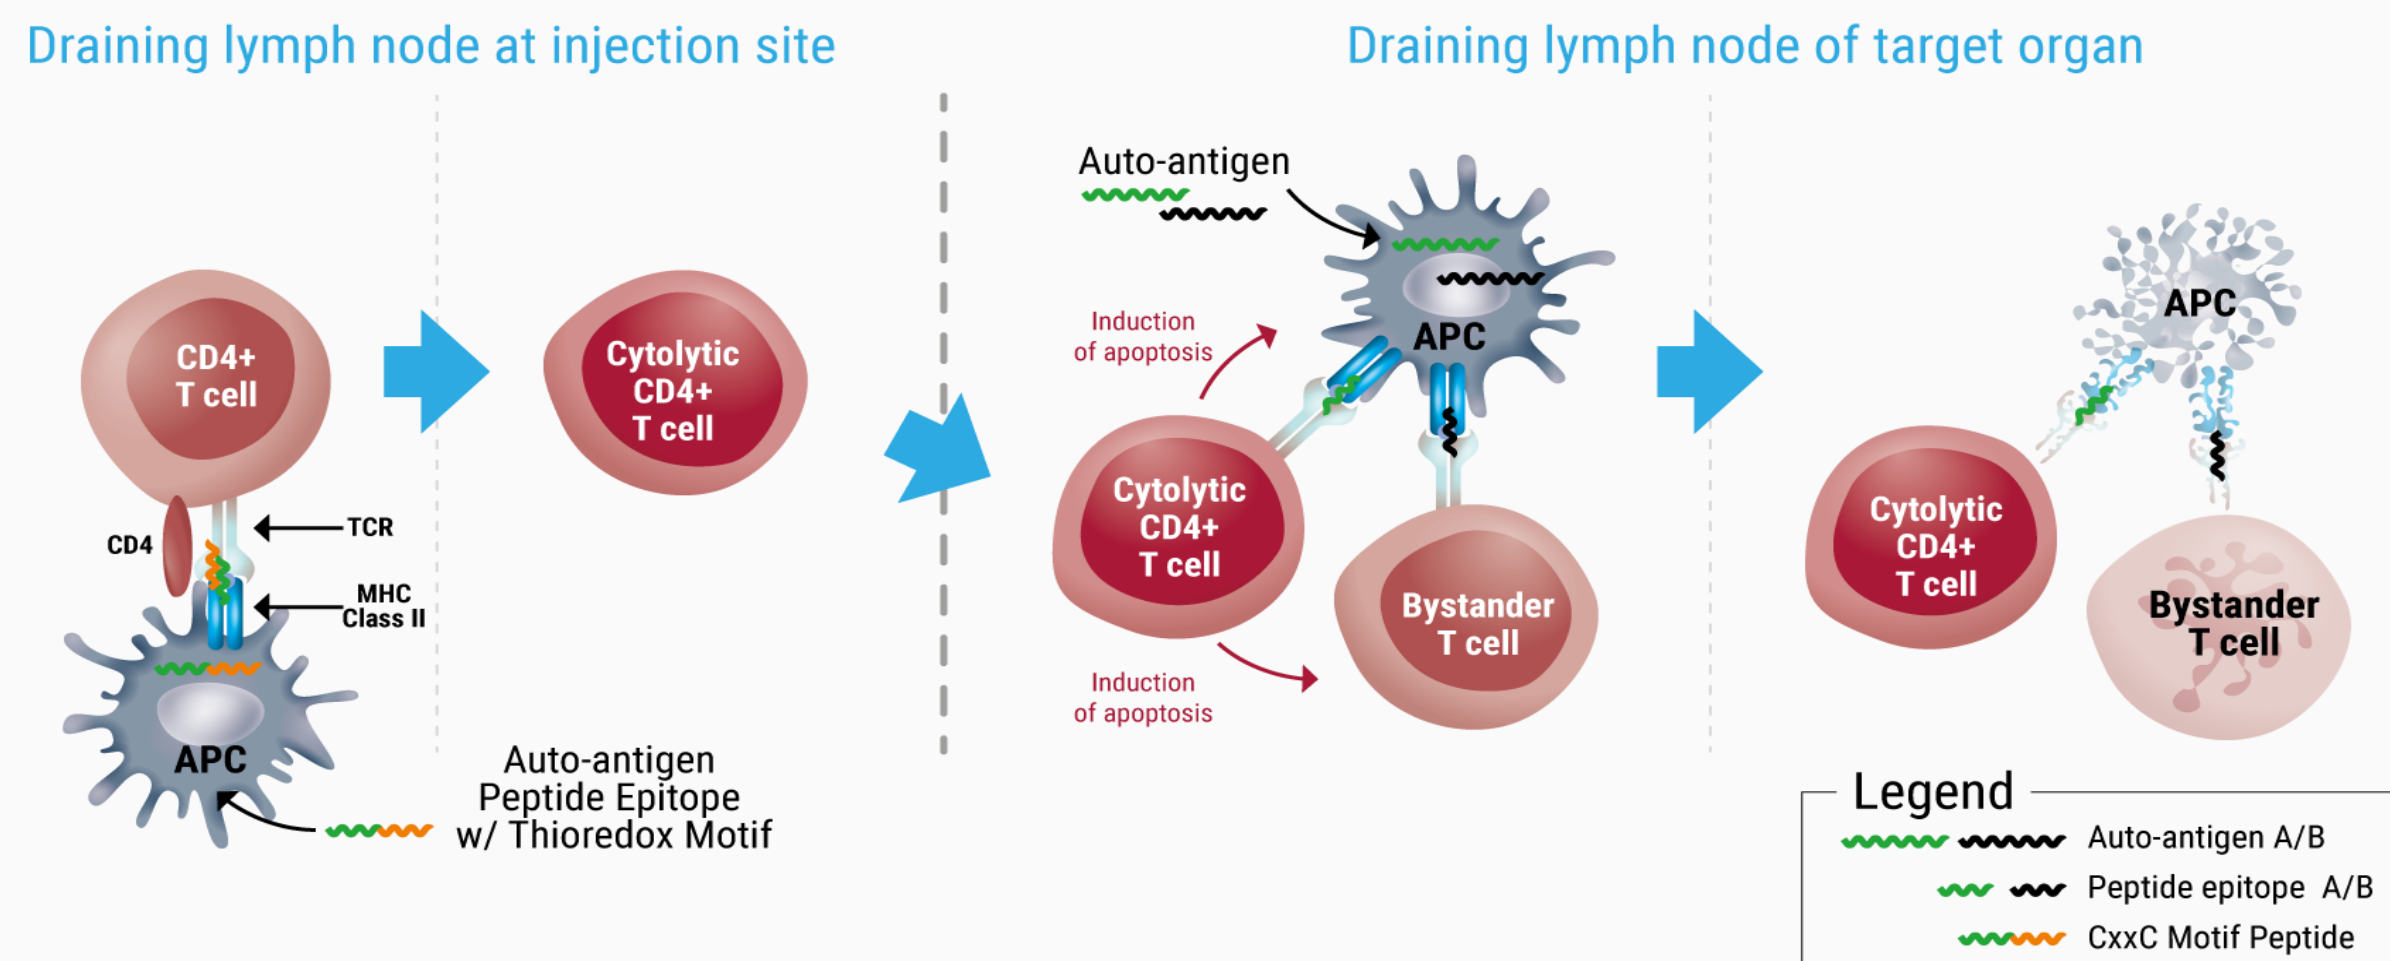 Draining lymph node at injection site
Draining lymph node of target organ
CD4+
T cell
CD4
TCR
MHC
Class II
APC
Auto-antigen
Peptide Epitope
w/ Thioredox Motif
Cytolytic
CD4+
T cell
Auto-antigen
APC
Induction
of apoptosis
Cytolytic
CD4+
T cell
Bystander
T cell
Induction
of apoptosis
APC
Cytolytic
CD4+
T cell
Bystander
T cell
Legend
Auto-antigen A/B
Peptide epitope A/B
CxxC Motif Peptide